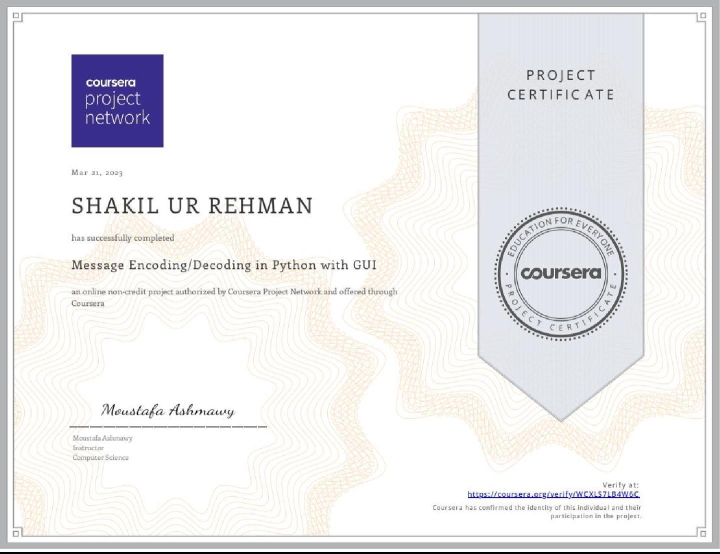 coursera
project
network
PROJECT
CERTIFICATE
Mar 21, 2023
SHAKIL UR REHMAN
has successfully completed
Message Encoding/Decoding in Python with GUI
an online non-credit project authorized by Coursera Project Network and offered through
Coursera
EDUCATION FOR EVERYONE
coursera
PROJECT CERTIFICATE
Moustafa Ashmawy
Moustafa Ashmawy
Instructor
Computer Science
Verify at:
https://coursera.org/verify/WCXLS7LB4W6C
Coursera has confirmed the identity of this individual and their
participation in the project.